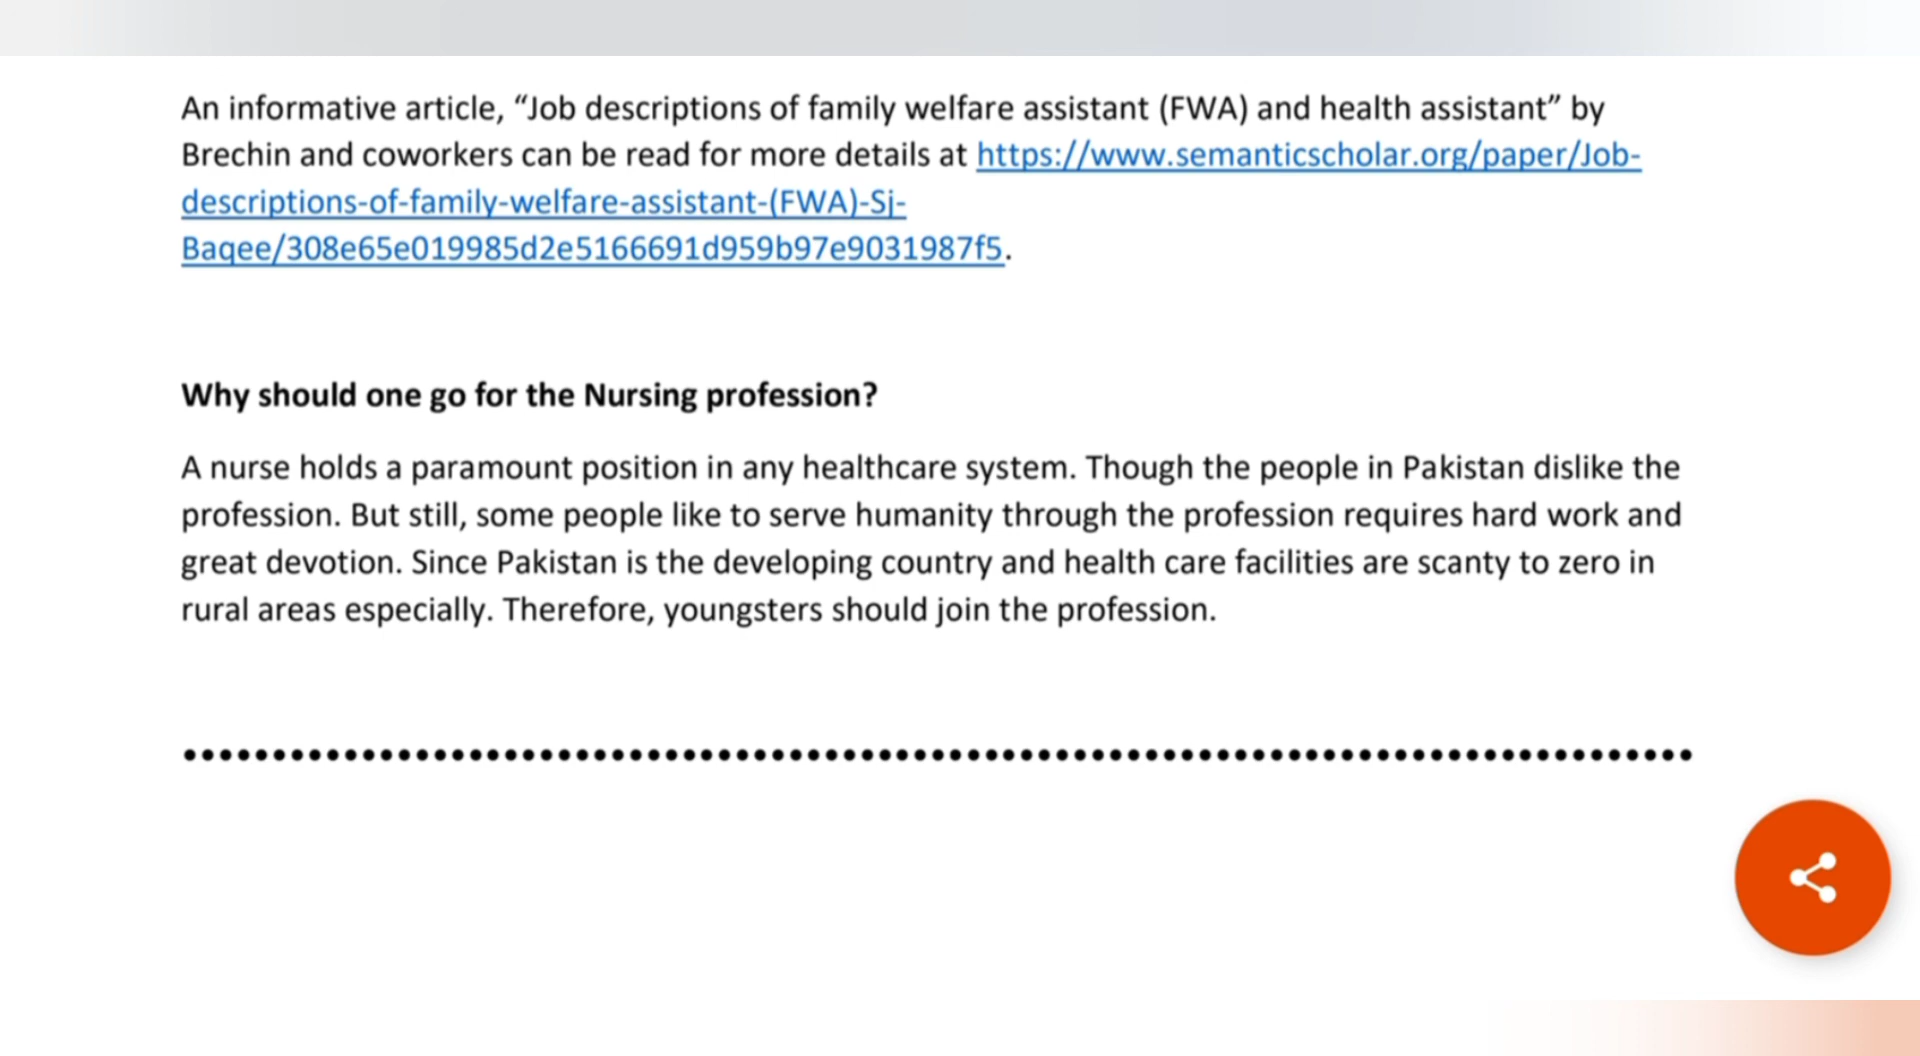 An informative article, “Job descriptions of family welfare assistant (FWA) and health assistant” by
Brechin and coworkers can be read for more details at https://www.semanticscholar.org/paper/Job-
descriptions-of-family-welfare-assistant-(FWA)-Sj-
Baqee/308e65e019985d2e5166691d959b97e9031987f5.
Why should one go for the Nursing profession?
A nurse holds a paramount position in any healthcare system. Though the people in Pakistan dislike the
profession. But still, some people like to serve humanity through the profession requires hard work and
great devotion. Since Pakistan is the developing country and health care facilities are scanty to zero in
rural areas especially. Therefore, youngsters should join the profession.